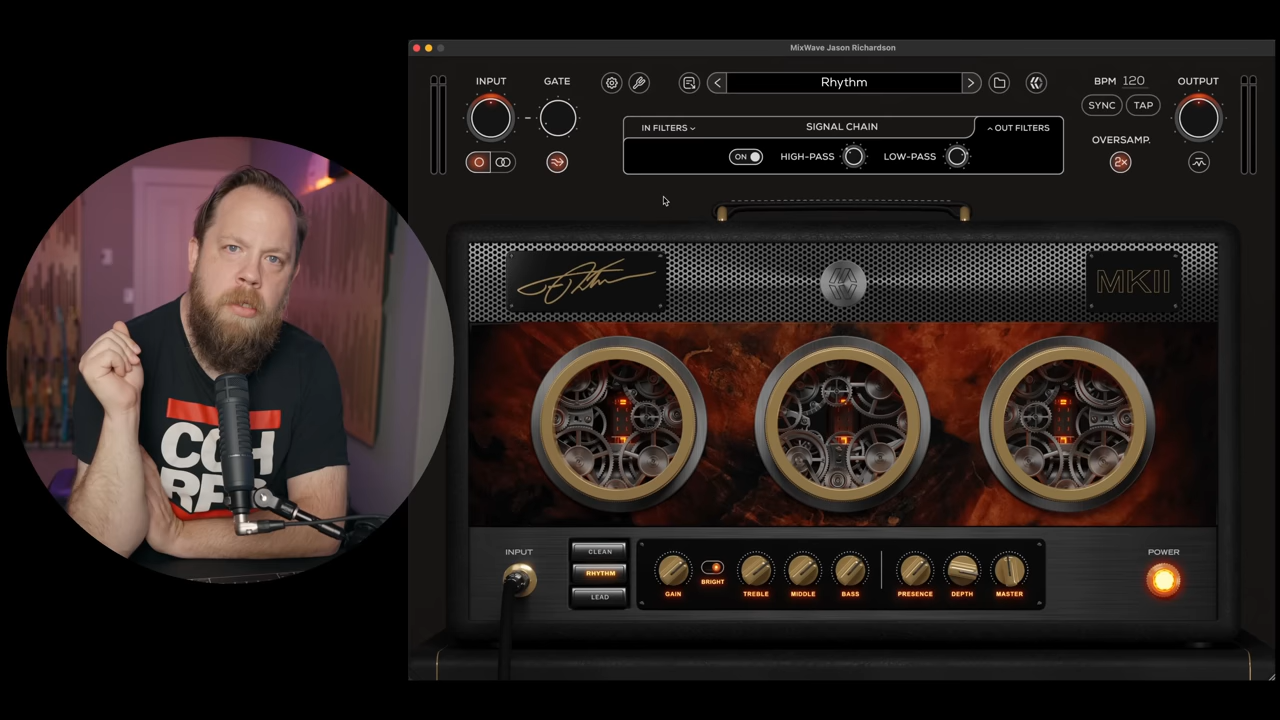 MixWave Jason Richardson
INPUT
GATE
Rhythm
BPM 120
OUTPUT
SYNC
TAP
IN FILTERS
SIGNAL CHAIN
OUT FILTERS
ON
HIGH-PASS
LOW-PASS
OVERSAMP.
2x
MKII
INPUT
CLEAN
RHYTHM
LEAD
GAIN
BRIGHT
TREBLE
MIDDLE
BASS
PRESENCE
DEPTH
MASTER
POWER